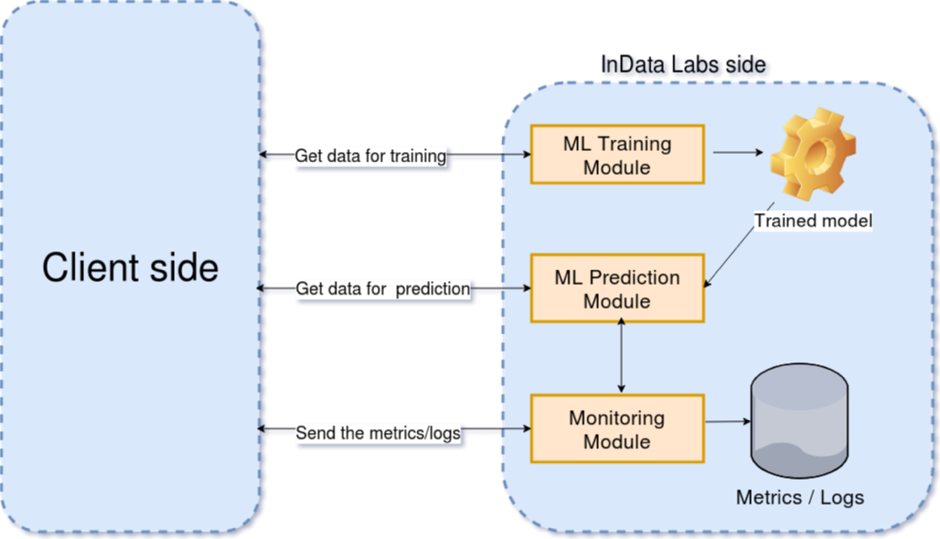 InData Labs side
ML Training
Module
Get data for training
Trained model
Client side
ML Prediction
Module
Get data for prediction
Monitoring
Module
Send the metrics/logs
Metrics / Logs